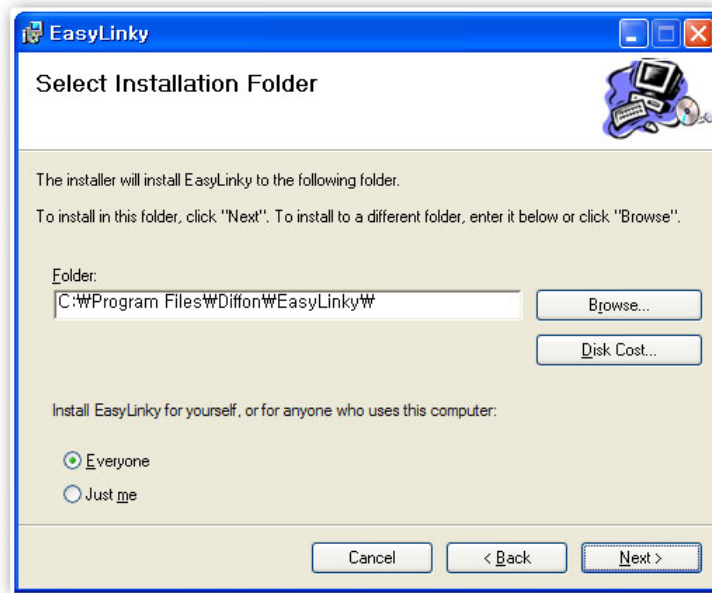 EasyLinky
Select Installation Folder
The installer will install EasyLinky to the following folder.
To install in this folder, click "Next". To install to a different folder, enter it below or click "Browse".
Folder:
C:₩Program Files₩Diffon₩EasyLinky₩
Browse...
Disk Cost...
Install EasyLinky for yourself, or for anyone who uses this computer:
Everyone
Just me
Cancel
< Back
Next >